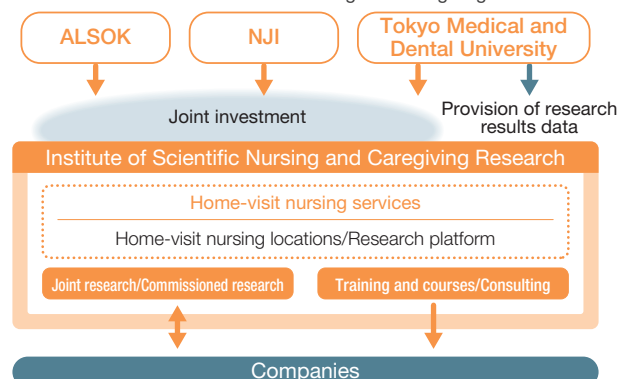 ALSOK
NJI
Tokyo Medical and
Dental University
Joint investment
Provision of research
results data
Institute of Scientific Nursing and Caregiving Research
Home-visit nursing services
Home-visit nursing locations/Research platform
Joint research/Commissioned research
Training and courses/Consulting
Companies